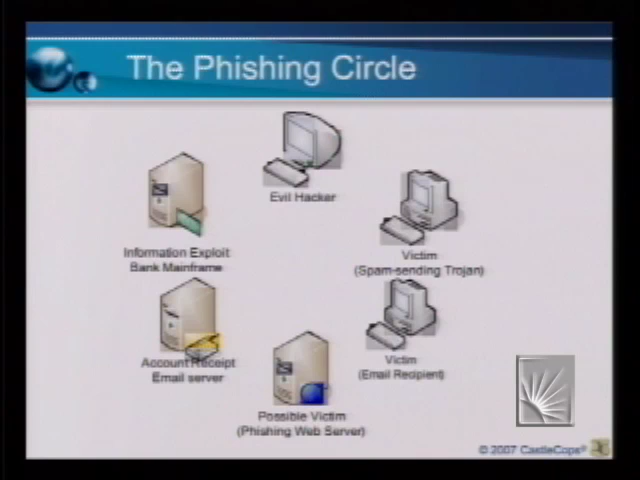 The Phishing Circle
Evil Hacker
Information Exploit
Bank Mainframe
Victim
(Spam-sending Trojan)
Account Receipt
Email server
Victim
(Email Recipient)
Possible Victim
(Phishing Web Server)
© 2007 CastleCops®